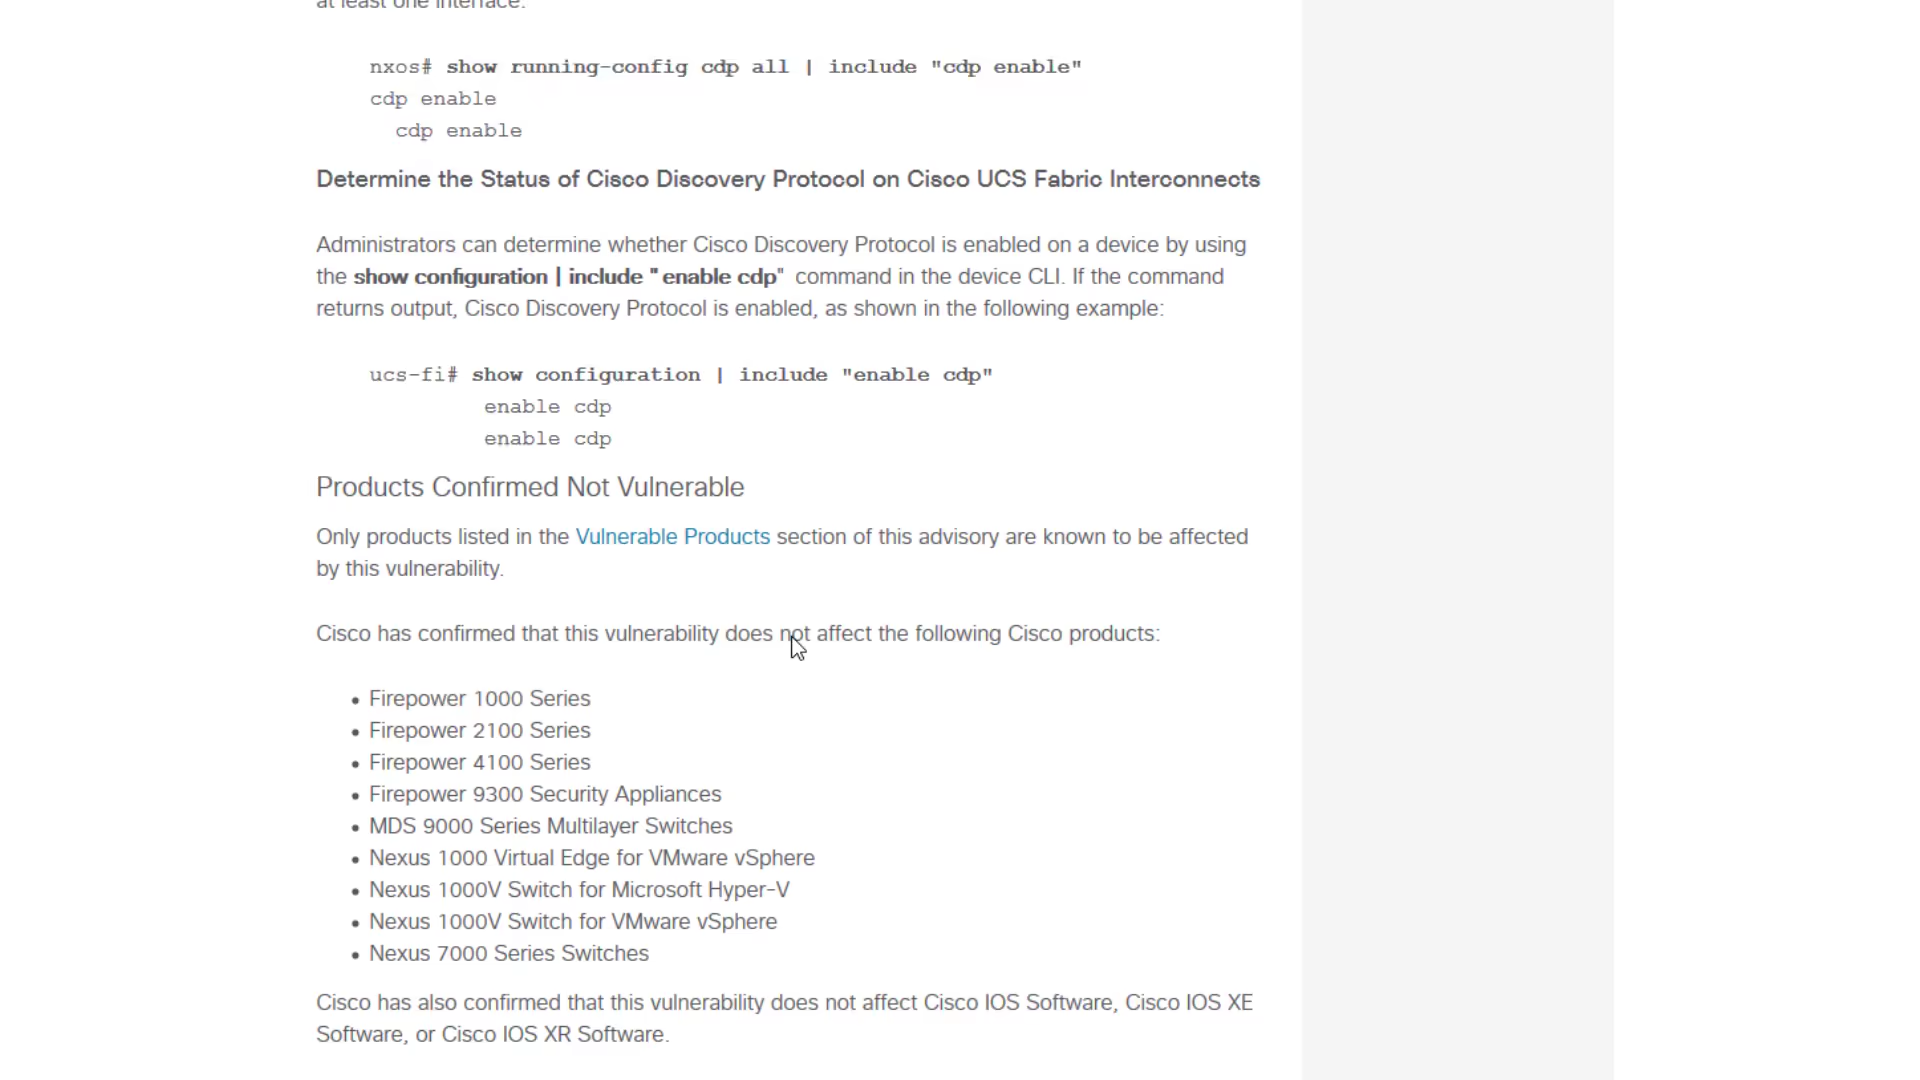 at least one interface.
nxos# show running-config cdp all | include "cdp enable"
cdp enable
cdp enable
Determine the Status of Cisco Discovery Protocol on Cisco UCS Fabric Interconnects
Administrators can determine whether Cisco Discovery Protocol is enabled on a device by using
the show configuration | include "enable cdp" command in the device CLI. If the command
returns output, Cisco Discovery Protocol is enabled, as shown in the following example:
ucs-fi# show configuration | include "enable cdp"
enable cdp
enable cdp
Products Confirmed Not Vulnerable
Only products listed in the Vulnerable Products section of this advisory are known to be affected
by this vulnerability.
Cisco has confirmed that this vulnerability does not affect the following Cisco products:
• Firepower 1000 Series
• Firepower 2100 Series
• Firepower 4100 Series
• Firepower 9300 Security Appliances
• MDS 9000 Series Multilayer Switches
• Nexus 1000 Virtual Edge for VMware vSphere
• Nexus 1000V Switch for Microsoft Hyper-V
• Nexus 1000V Switch for VMware vSphere
• Nexus 7000 Series Switches
Cisco has also confirmed that this vulnerability does not affect Cisco IOS Software, Cisco IOS XE
Software, or Cisco IOS XR Software.